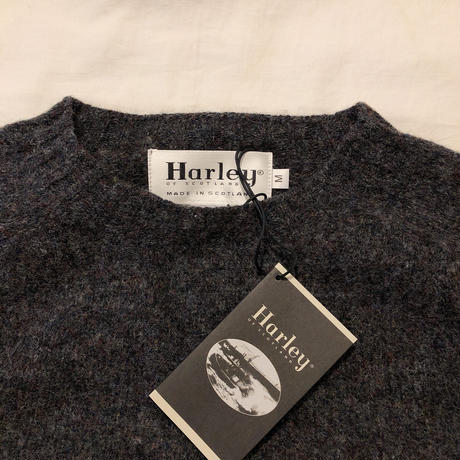 Harley®
OF SCOTLAND
MADE IN SCOTLAND
M
Harley
OF SCOTLAND